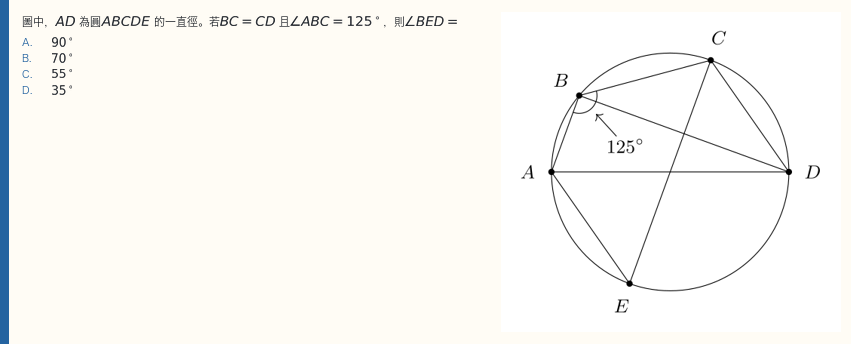 圖中，AD 為圓ABCDE 的一直徑。若BC = CD 且∠ABC = 125°，則∠BED =
A. 90°
B. 70°
C. 55°
D. 35°
C
B
125°
A
D
E